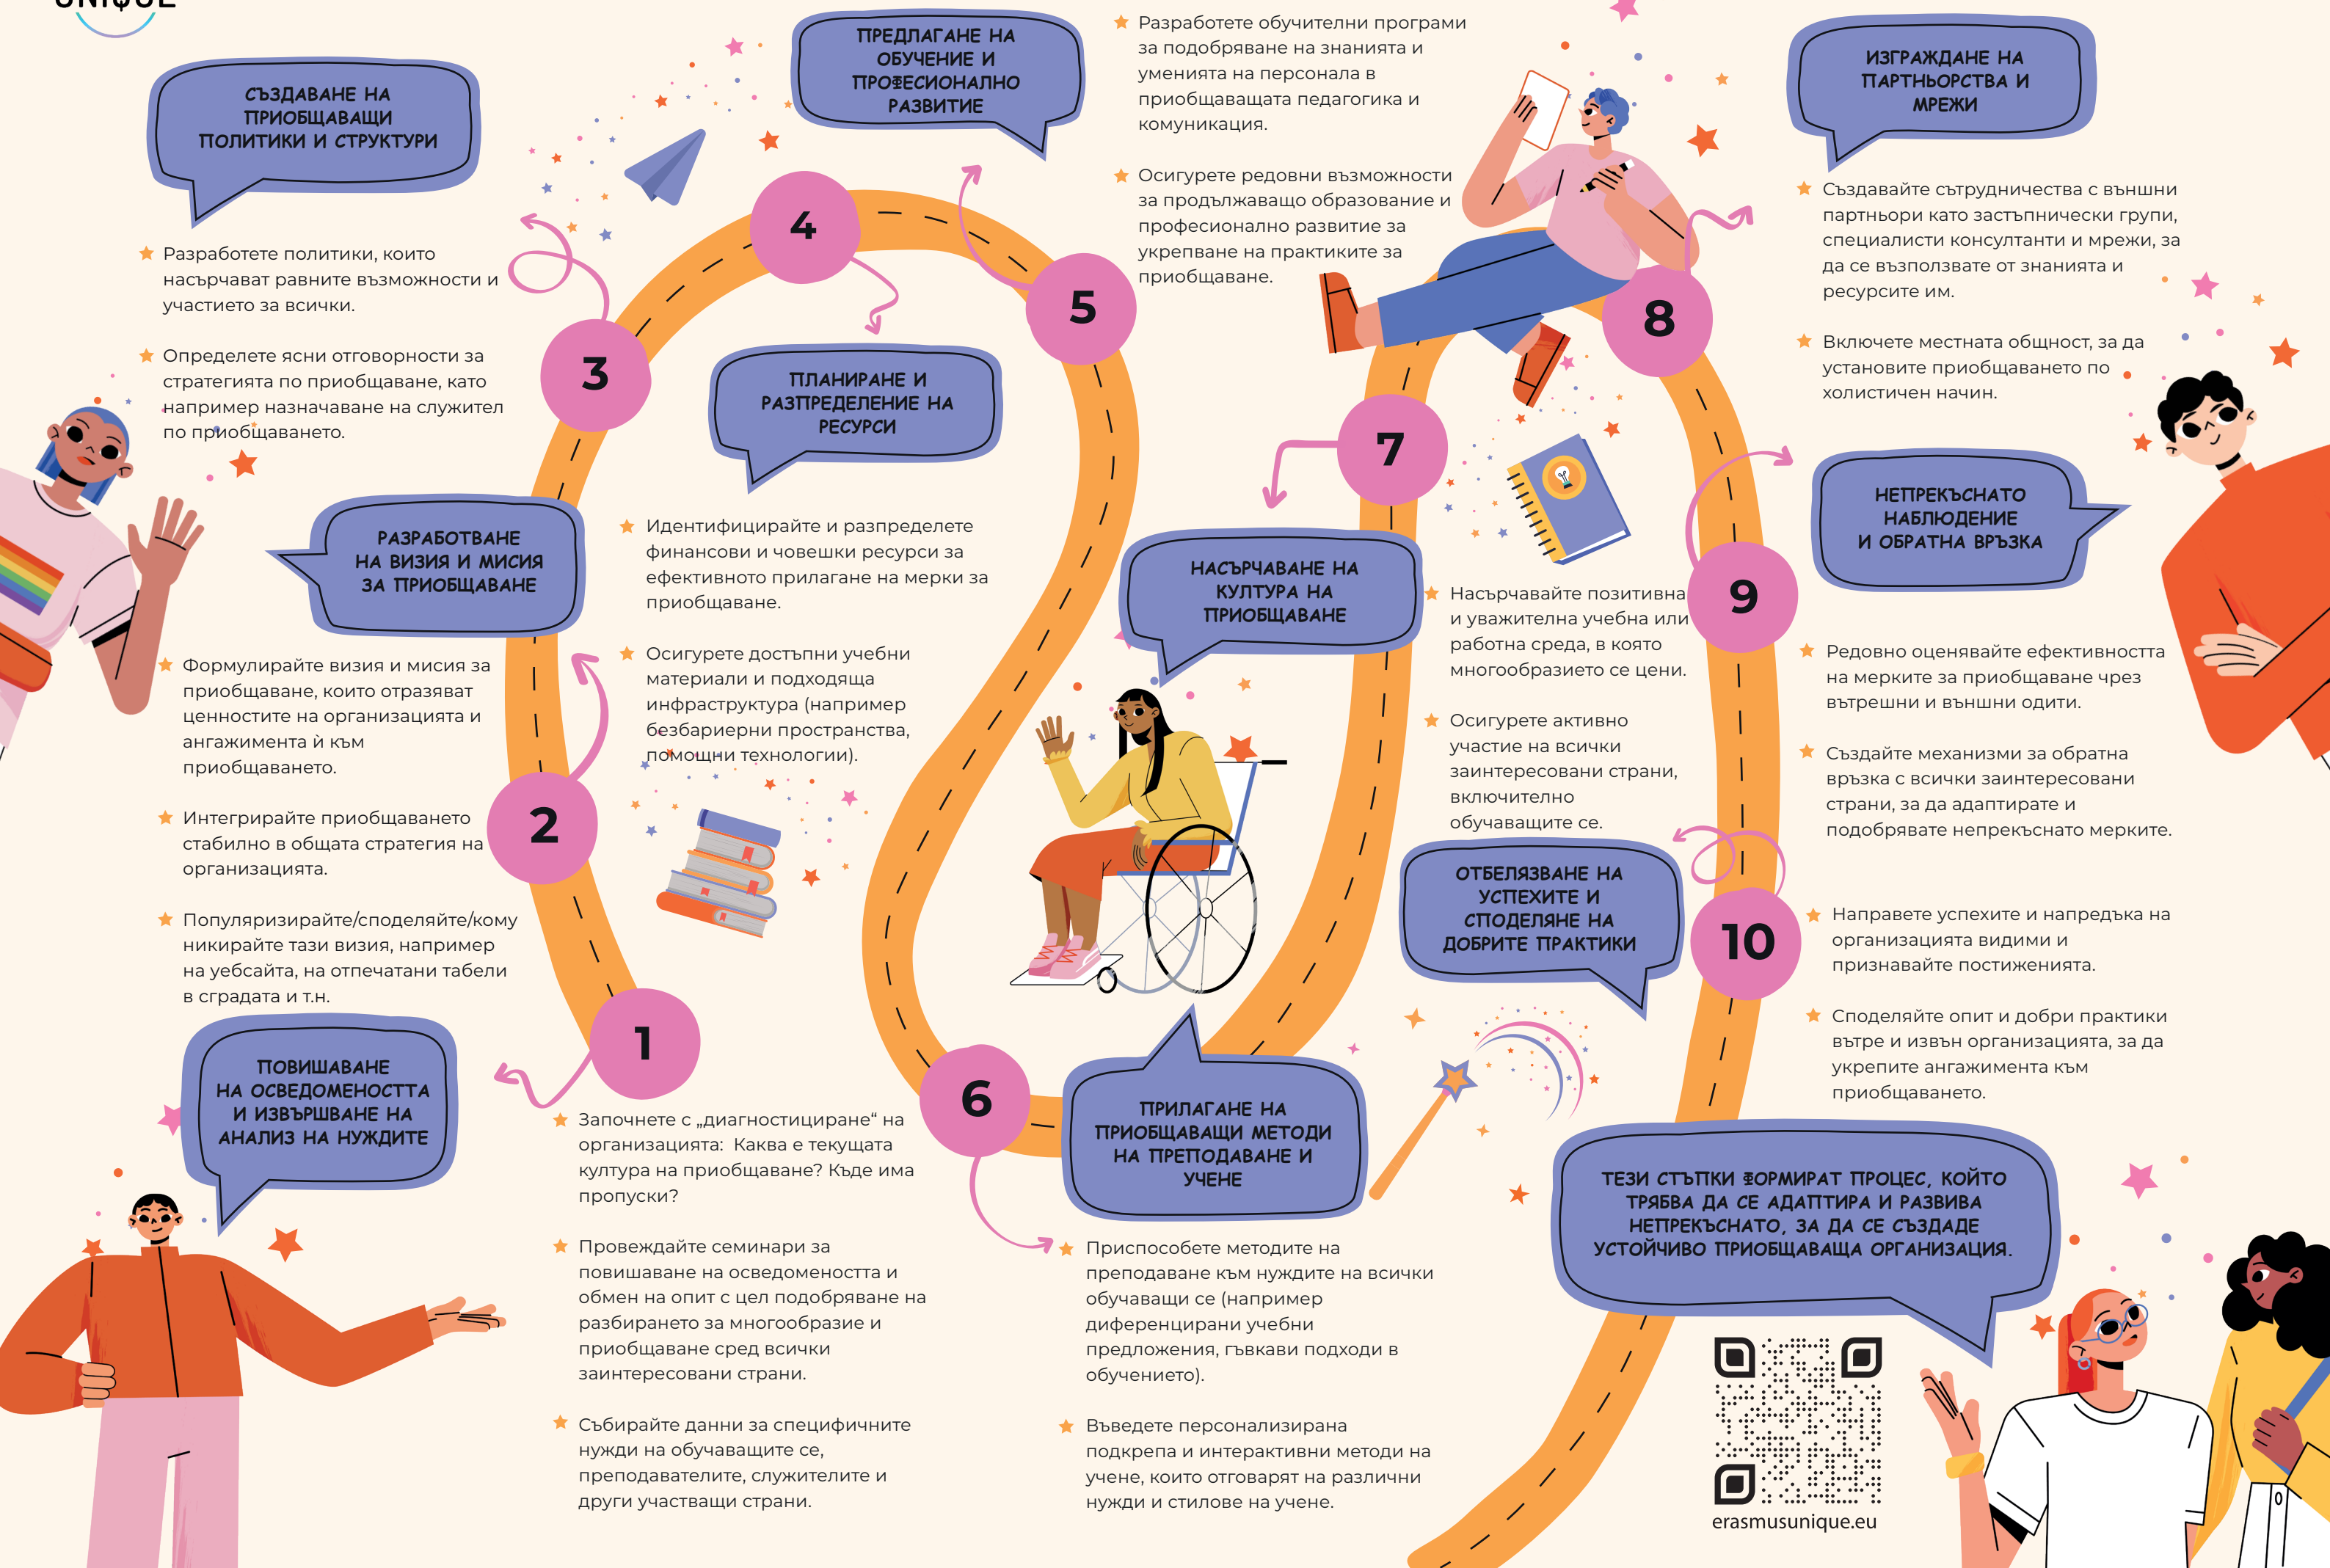 UNIQUE
1
ПОВИШАВАНЕ
НА ОСВЕДОМЕНОСТТА
И ИЗВЪРШВАНЕ НА
АНАЛИЗ НА НУЖДИТЕ
Започнете с „диагностициране“ на
организацията: Каква е текущата
култура на приобщаване? Къде има
пропуски?
Провеждайте семинари за
повишаване на осведомеността и
обмен на опит с цел подобряване на
разбирането за многообразие и
приобщаване сред всички
заинтересовани страни.
Събирайте данни за специфичните
нужди на обучаващите се,
преподавателите, служителите и
други участващи страни.
2
РАЗРАБОТВАНЕ
НА ВИЗИЯ И МИСИЯ
ЗА ПРИОБЩАВАНЕ
Формулирайте визия и мисия за
приобщаване, които отразяват
ценностите на организацията и
ангажимента ѝ към
приобщаването.
Интегрирайте приобщаването
стабилно в общата стратегия на
организацията.
Популяризирайте/споделяйте/кому
никирайте тази визия, например
на уебсайта, на отпечатани табели
в сградата и т.н.
3
СЪЗДАВАНЕ НА
ПРИОБЩАВАЩИ
ПОЛИТИКИ И СТРУКТУРИ
Разработете политики, които
насърчават равните възможности и
участието за всички.
Определете ясни отговорности за
стратегията по приобщаване, като
например назначаване на служител
по приобщаването.
4
ПЛАНИРАНЕ И
РАЗПРЕДЕЛЕНИЕ НА
РЕСУРСИ
Идентифицирайте и разпределете
финансови и човешки ресурси за
ефективното прилагане на мерки за
приобщаване.
Осигурете достъпни учебни
материали и подходяща
инфраструктура (например
безбариерни пространства,
помощни технологии).
5
ПРЕДЛАГАНЕ НА
ОБУЧЕНИЕ И
ПРОФЕСИОНАЛНО
РАЗВИТИЕ
Разработете обучителни програми
за подобряване на знанията и
уменията на персонала в
приобщаващата педагогика и
комуникация.
Осигурете редовни възможности
за продължаващо образование и
професионално развитие за
укрепване на практиките за
приобщаване.
6
ПРИЛАГАНЕ НА
ПРИОБЩАВАЩИ МЕТОДИ
НА ПРЕПОДАВАНЕ И
УЧЕНЕ
Приспособете методите на
преподаване към нуждите на всички
обучаващи се (например
диференцирани учебни
предложения, гъвкави подходи в
обучението).
Въведете персонализирана
подкрепа и интерактивни методи на
учене, които отговарят на различни
нужди и стилове на учене.
7
НАСЪРЧАВАНЕ НА
КУЛТУРА НА
ПРИОБЩАВАНЕ
Насърчавайте позитивна
и уважителна учебна или
работна среда, в която
многообразието се цени.
Осигурете активно
участие на всички
заинтересовани страни,
включително
обучаващите се.
8
ИЗГРАЖДАНЕ НА
ПАРТНЬОРСТВА И
МРЕЖИ
Създавайте сътрудничества с външни
партньори като застъпнически групи,
специалисти консултанти и мрежи, за
да се възползвате от знанията и
ресурсите им.
Включете местната общност, за да
установите приобщаването по
холистичен начин.
9
НЕПРЕКЪСНАТО
НАБЛЮДЕНИЕ
И ОБРАТНА ВРЪЗКА
Редовно оценявайте ефективността
на мерките за приобщаване чрез
вътрешни и външни одити.
Създайте механизми за обратна
връзка с всички заинтересовани
страни, за да адаптирате и
подобрявате непрекъснато мерките.
10
ОТБЕЛЯЗВАНЕ НА
УСПЕХИТЕ И
СПОДЕЛЯНЕ НА
ДОБРИТЕ ПРАКТИКИ
Направете успехите и напредъка на
организацията видими и
признавайте постиженията.
Споделяйте опит и добри практики
вътре и извън организацията, за да
укрепите ангажимента към
приобщаването.
ТЕЗИ СТЪПКИ ФОРМИРАТ ПРОЦЕС, КОЙТО
ТРЯБВА ДА СЕ АДАПТИРА И РАЗВИВА
НЕПРЕКЪСНАТО, ЗА ДА СЕ СЪЗДАДЕ
УСТОЙЧИВО ПРИОБЩАВАЩА ОРГАНИЗАЦИЯ.
erasmusunique.eu